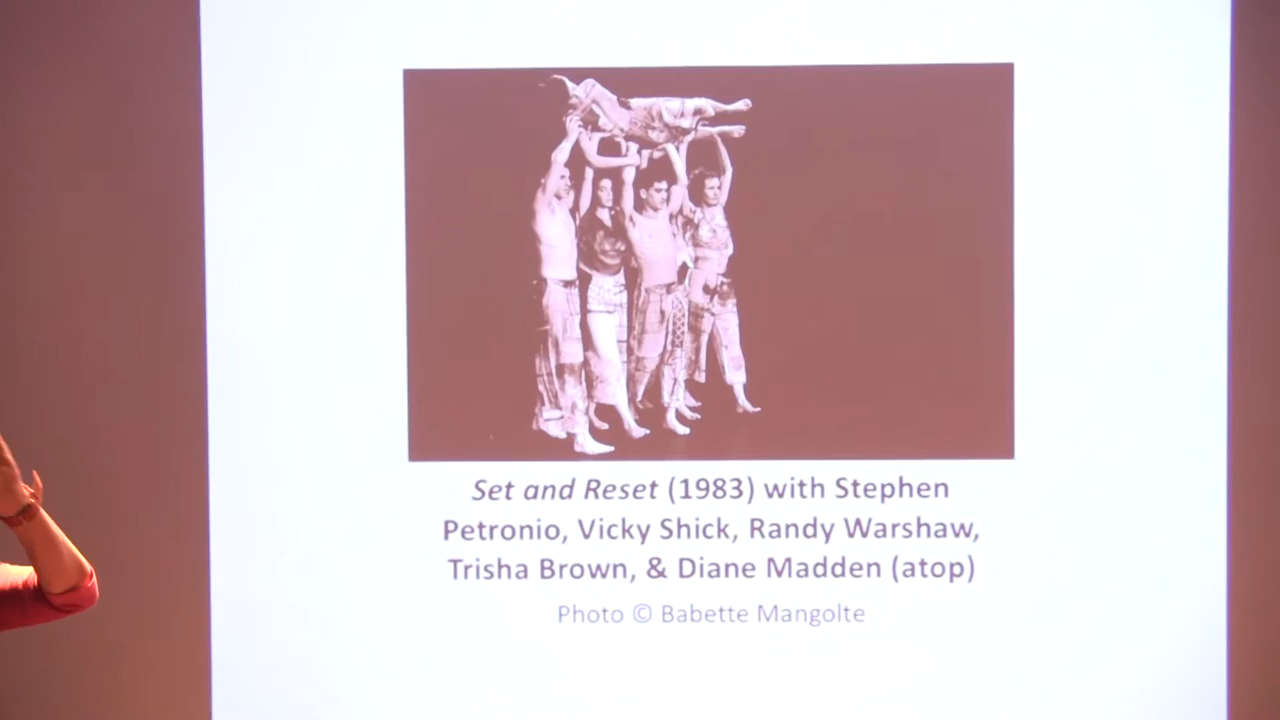 Set and Reset (1983) with Stephen
Petronio, Vicky Shick, Randy Warshaw,
Trisha Brown, & Diane Madden (atop)
Photo © Babette Mangolte